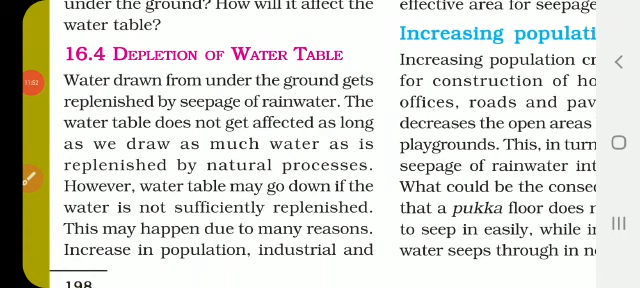 under the ground? How will it affect the
water table?
16.4 DEPLETION OF WATER TABLE
Water drawn from under the ground gets
replenished by seepage of rainwater. The
water table does not get affected as long
as we draw as much water as is
replenished by natural processes.
However, water table may go down if the
water is not sufficiently replenished.
This may happen due to many reasons.
Increase in population, industrial and
198
effective area for seepage
Increasing populati
Increasing population cr
for construction of ho
offices, roads and pav
decreases the open areas
playgrounds. This, in turn
seepage of rainwater int
What could be the conse
that a pukka floor does
to seep in easily, while
water seeps through in
11:52